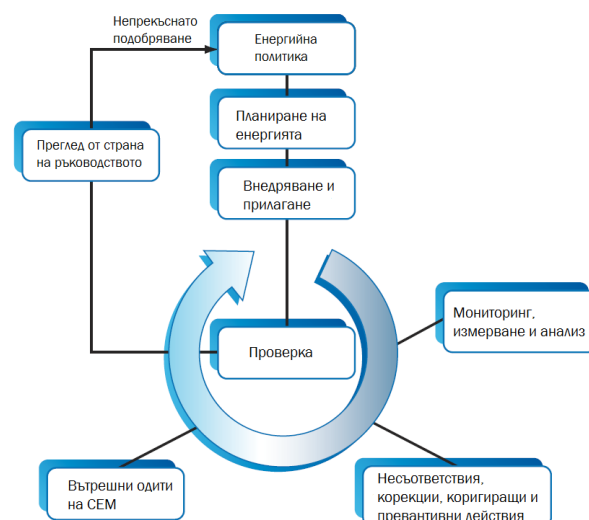 Непрекъснато
подобряване
Енергийна
политика
Планиране на
енергията
Преглед от страна
на ръководството
Внедряване и
прилагане
Проверка
Мониторинг,
измерване и анализ
Вътрешни одити
на СЕМ
Несъответствия,
корекции, коригиращи и
превантивни действия